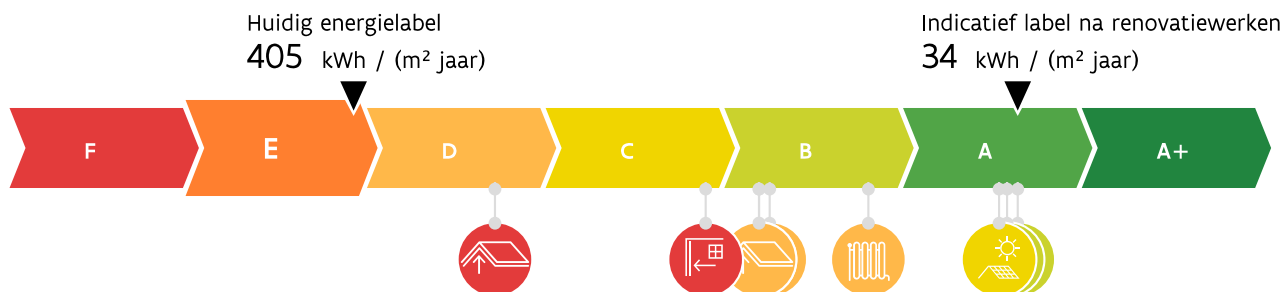 Huidig energielabel
405 kWh / (m² jaar)
Indicatief label na renovatiewerken
34 kWh / (m² jaar)
F
E
D
C
B
A
A+